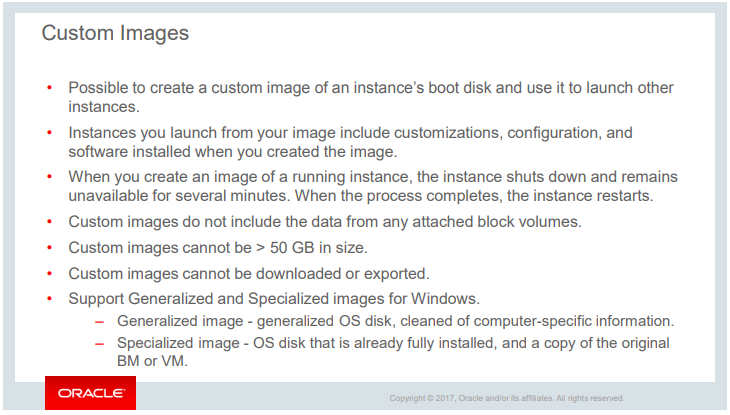 Custom Images
• Possible to create a custom image of an instance's boot disk and use it to launch other
instances.
• Instances you launch from your image include customizations, configuration, and
software installed when you created the image.
• When you create an image of a running instance, the instance shuts down and remains
unavailable for several minutes. When the process completes, the instance restarts.
• Custom images do not include the data from any attached block volumes.
• Custom images cannot be > 50 GB in size.
• Custom images cannot be downloaded or exported.
• Support Generalized and Specialized images for Windows.
– Generalized image - generalized OS disk, cleaned of computer-specific information.
– Specialized image - OS disk that is already fully installed, and a copy of the original
BM or VM.
ORACLE
Copyright © 2017, Oracle and/or its affiliates. All rights reserved.